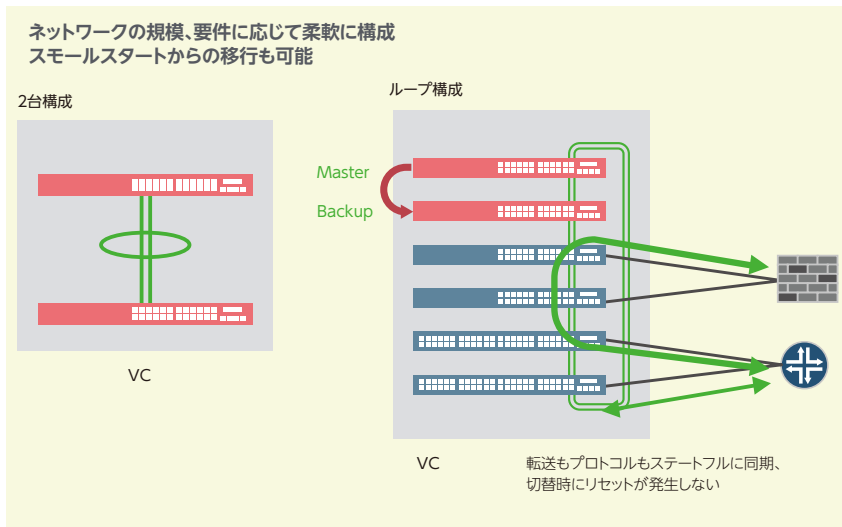 ネットワークの規模、要件に応じて柔軟に構成
スモールスタートからの移行も可能
2台構成
VC
ループ構成
Master
Backup
VC
転送もプロトコルもステートフルに同期、
切替時にリセットが発生しない